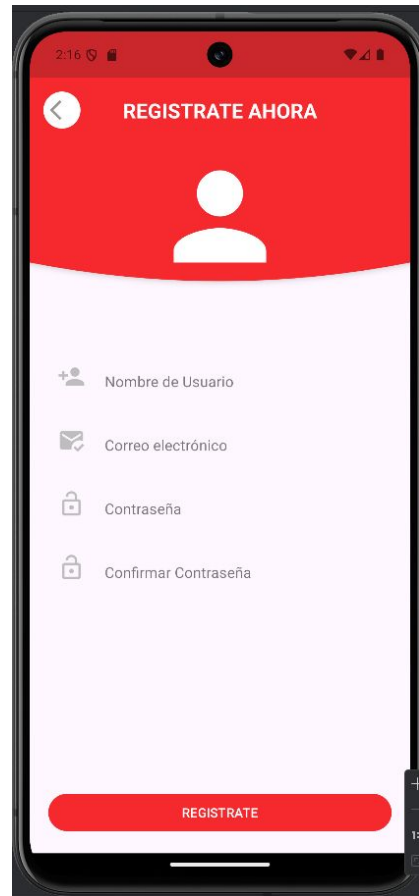 2:16
REGISTRATE AHORA
Nombre de Usuario
Correo electrónico
Contraseña
Confirmar Contraseña
REGISTRATE